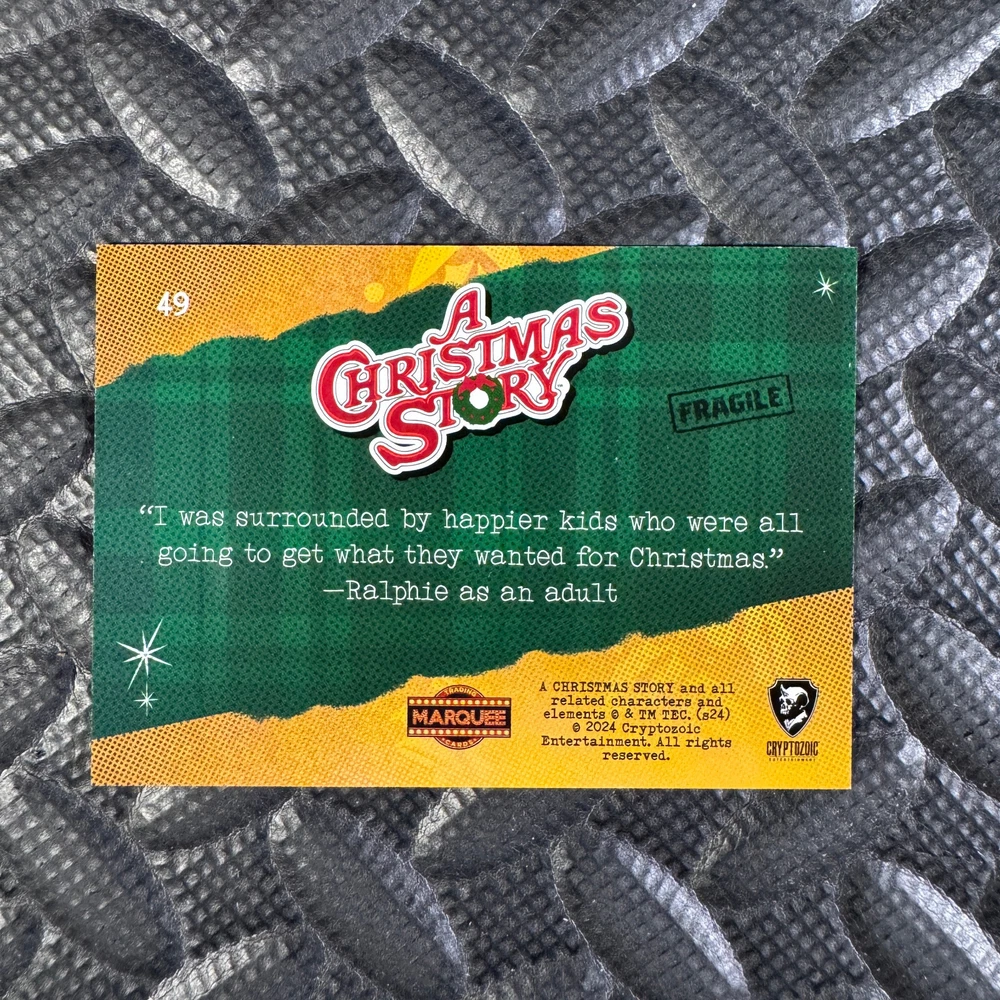 49
A
CHRISTMAS
STORY
FRAGILE
“I was surrounded by happier kids who were all
going to get what they wanted for Christmas.”
—Ralphie as an adult
TRADING
MARQUEE
CARDS
A CHRISTMAS STORY and all
related characters and
elements © & TM TEC. (s24)
© 2024 Cryptozoic
Entertainment. All rights
reserved.
CRYPTOZOIC
ENTERTAINMENT